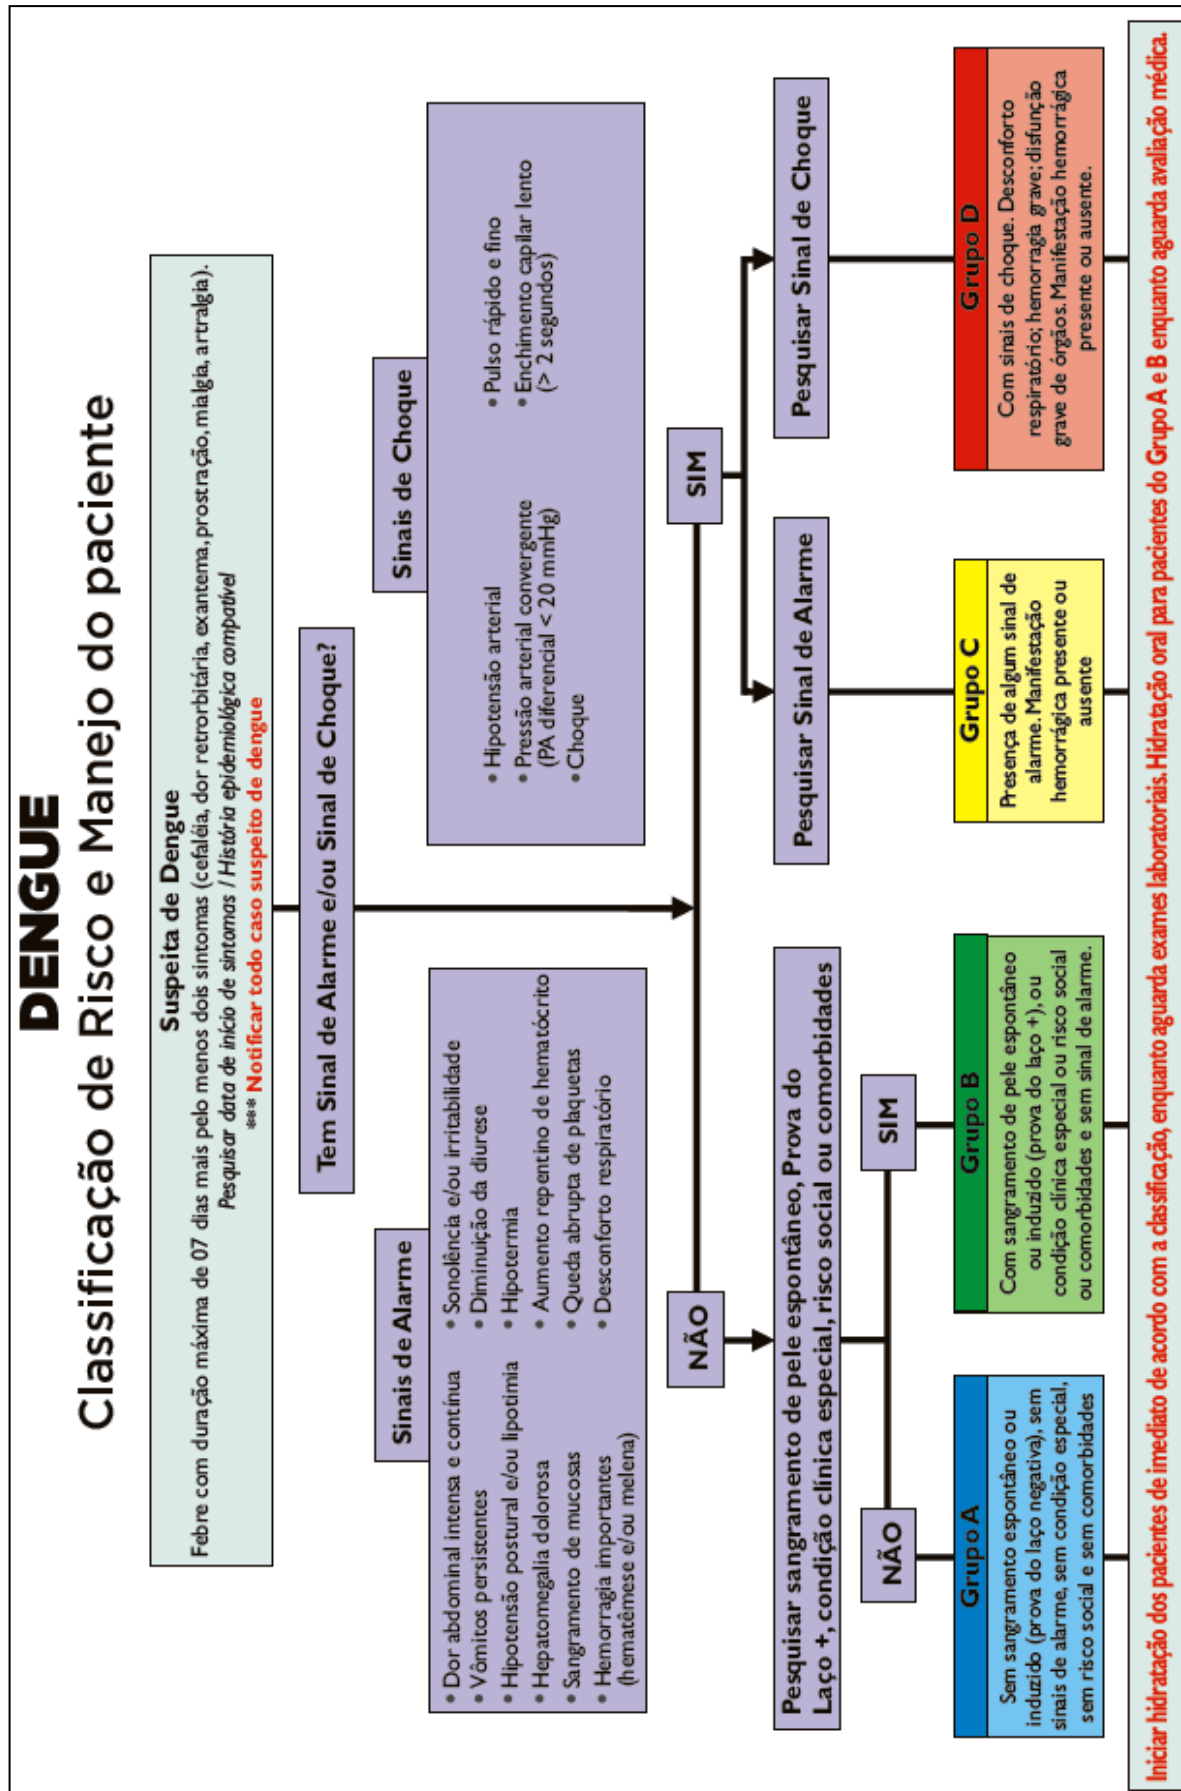 DENGUE
Classificação de Risco e Manejo do paciente
Suspeita de Dengue
Febre com duração máxima de 07 dias mais pelo menos dois sintomas (cefaléia, dor retrorbitária, exantema, prostração, mialgia, artralgia).
Pesquisar data de início de sintomas / História epidemiológica compatível
*** Notificar todo caso suspeito de dengue
Tem Sinal de Alarme e/ou Sinal de Choque?
Sinais de Alarme
• Dor abdominal intensa e contínua
• Vômitos persistentes
• Hipotensão postural e/ou lipotimia
• Hepatomegalia dolorosa
• Sangramento de mucosas
• Hemorragia importantes
(hematêmese e/ou melena)
• Sonolência e/ou irritabilidade
• Diminuição da diurese
• Hipotermia
• Aumento repentino de hematócrito
• Queda abrupta de plaquetas
• Desconforto respiratório
Sinais de Choque
• Hipotensão arterial
• Pressão arterial convergente
(PA diferencial < 20 mmHg)
• Choque
• Pulso rápido e fino
• Enchimento capilar lento
(> 2 segundos)
NÃO
SIM
Pesquisar sangramento de pele espontâneo, Prova do
Laço +, condição clínica especial, risco social ou comorbidades
Pesquisar Sinal de Alarme
Pesquisar Sinal de Choque
NÃO
SIM
Grupo A
Sem sangramento espontâneo ou
induzido (prova do laço negativa), sem
sinais de alarme, sem condição especial,
sem risco social e sem comorbidades
Grupo B
Com sangramento de pele espontâneo
ou induzido (prova do laço +), ou
condição clínica especial ou risco social
ou comorbidades e sem sinal de alarme.
Grupo C
Presença de algum sinal de
alarme. Manifestação
hemorrágica presente ou
ausente
Grupo D
Com sinais de choque. Desconforto
respiratório; hemorragia grave; disfunção
grave de órgãos. Manifestação hemorrágica
presente ou ausente.
Iniciar hidratação dos pacientes de imediato de acordo com a classificação, enquanto aguarda exames laboratoriais. Hidratação oral para pacientes do Grupo A e B enquanto aguarda avaliação médica.